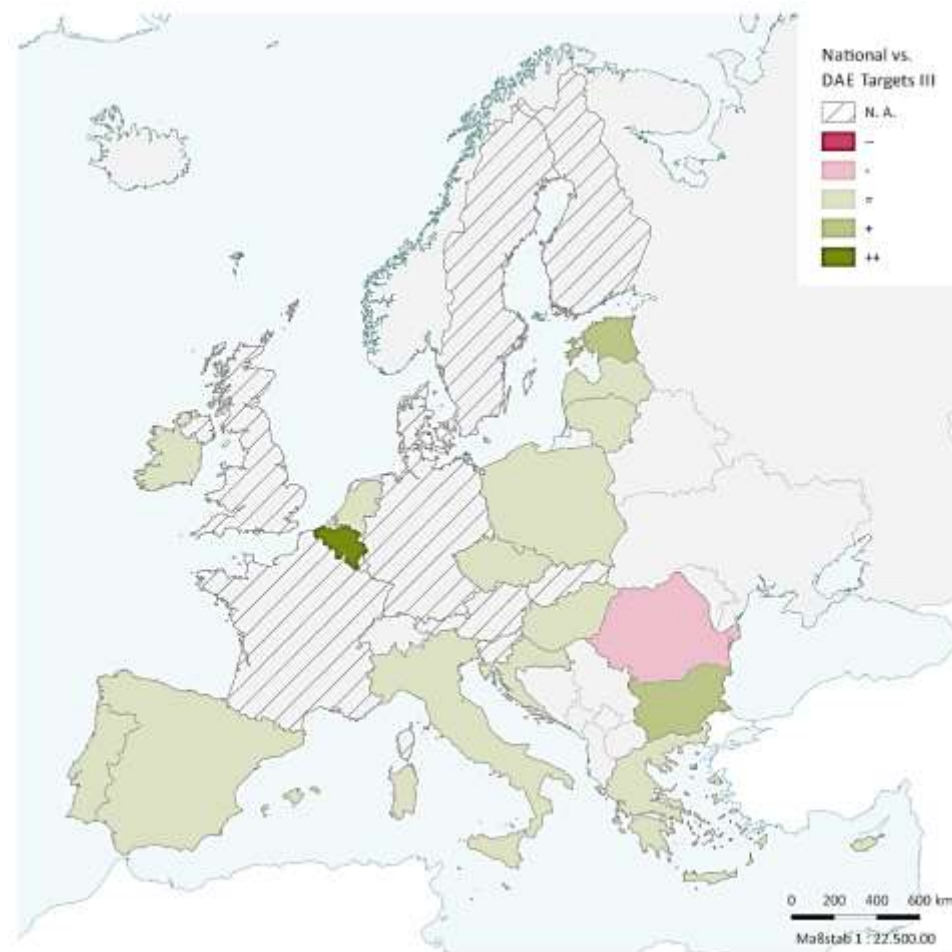 National vs.
DAE Targets III
N. A.
--
-
=
+
++
0 200 400 600 km
Maßstab 1 : 22.500.00